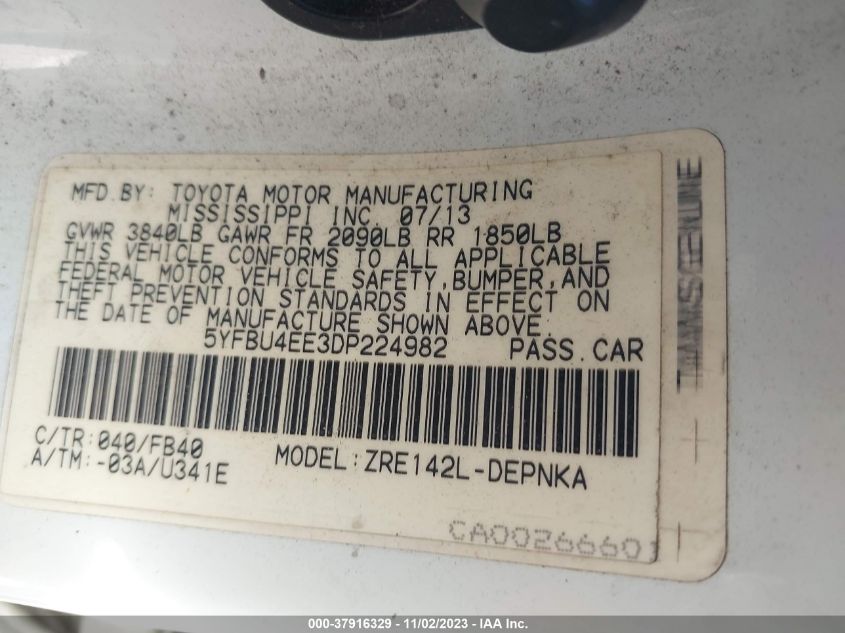 MFD.BY: TOYOTA MOTOR MANUFACTURING
MISSISSIPPI INC. 07/13
GVWR 3840LB GAWR FR 2090LB RR 1850LB
THIS VEHICLE CONFORMS TO ALL APPLICABLE
FEDERAL MOTOR VEHICLE SAFETY,BUMPER,AND
THEFT PREVENTION STANDARDS IN EFFECT ON
THE DATE OF MANUFACTURE SHOWN ABOVE.
5YFBU4EE3DP224982 PASS.CAR
C/TR:040/FB40
A/TM:-03A/U341E
MODEL:ZRE142L-DEPNKA
CA00266601
000-37916329 - 11/02/2023 - IAA Inc.